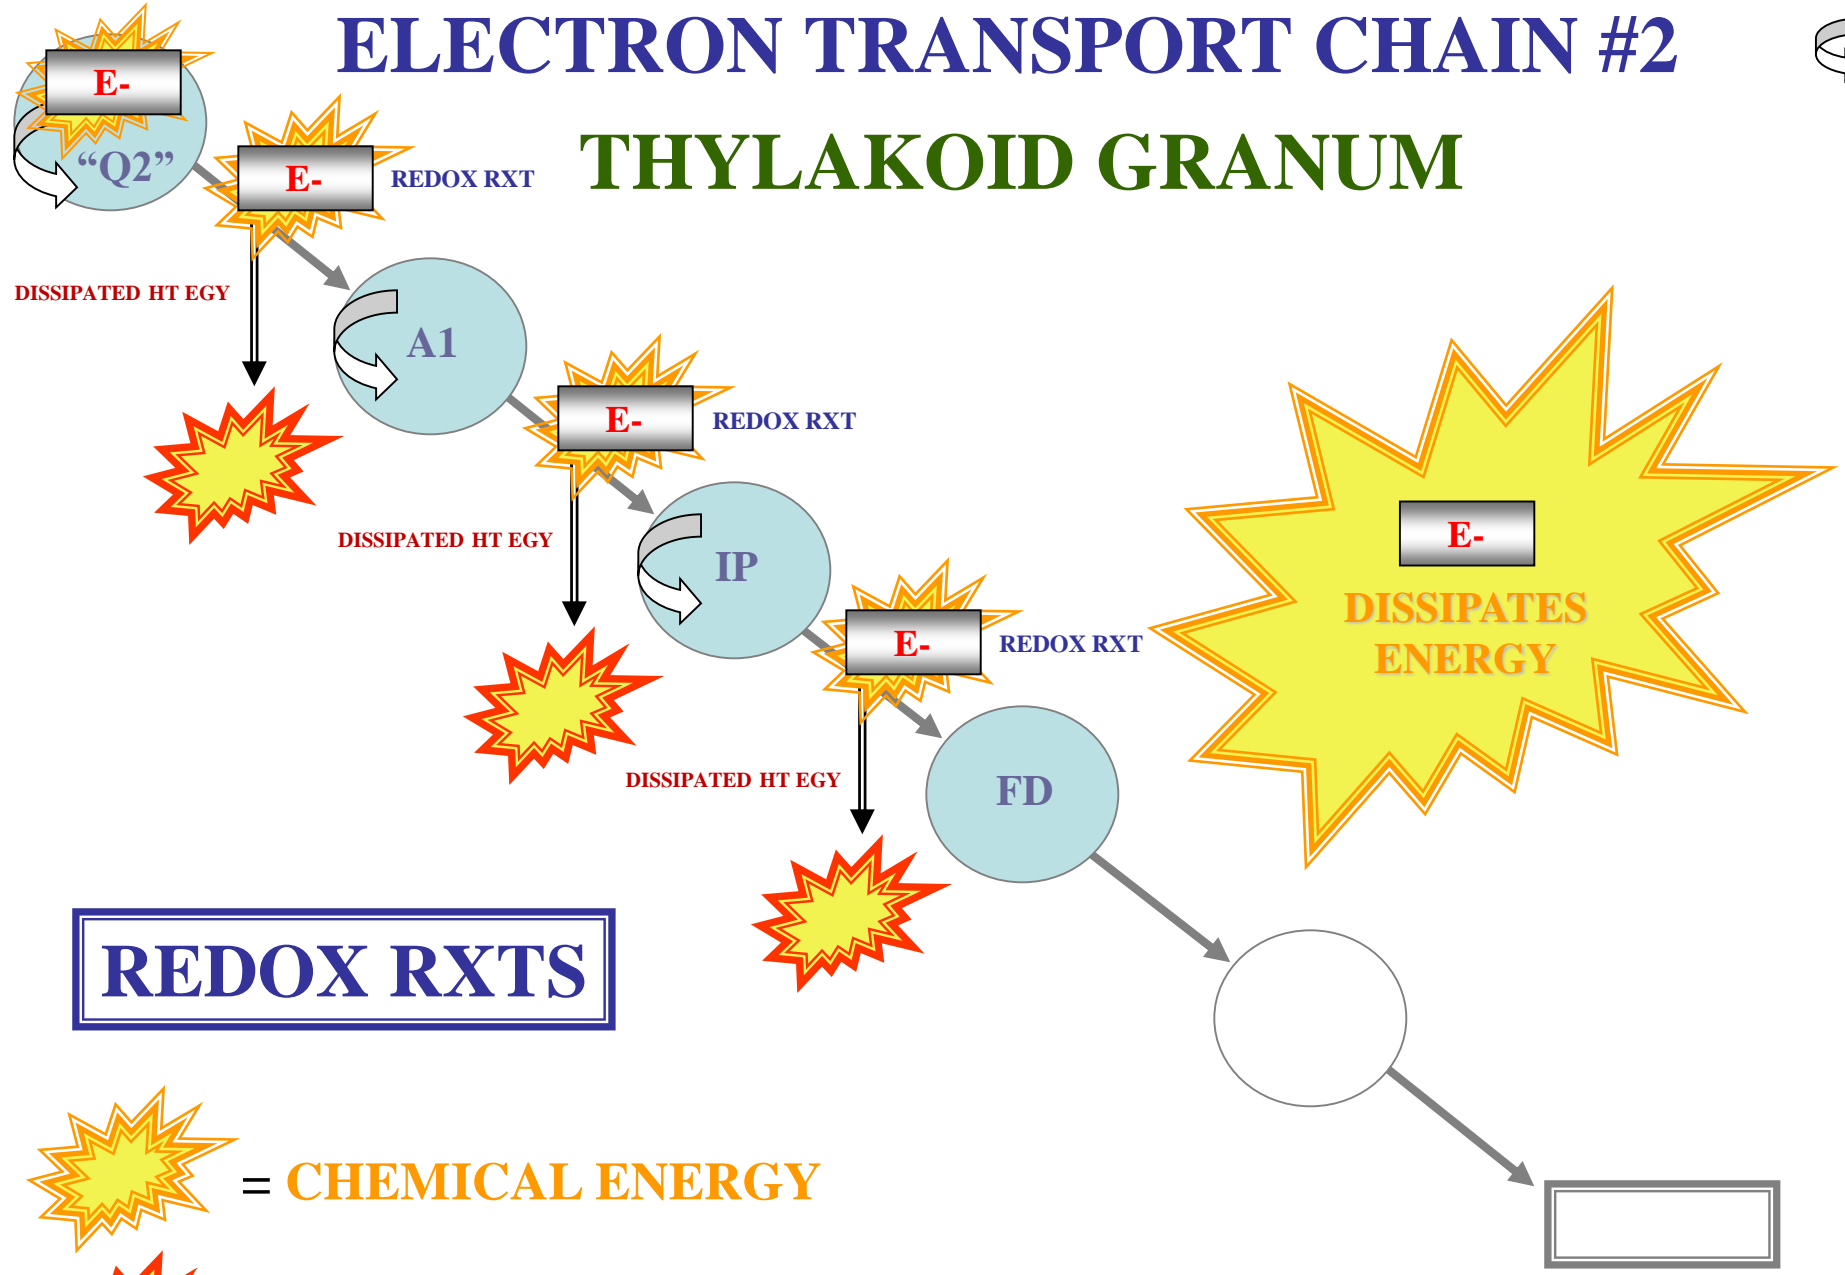 ELECTRON TRANSPORT CHAIN #2
THYLAKOID GRANUM
E-
“Q2”
E-
REDOX RXT
DISSIPATED HT EGY
A1
E-
REDOX RXT
DISSIPATED HT EGY
IP
E-
REDOX RXT
DISSIPATED HT EGY
FD
E-
DISSIPATES
ENERGY
REDOX RXTS
= CHEMICAL ENERGY